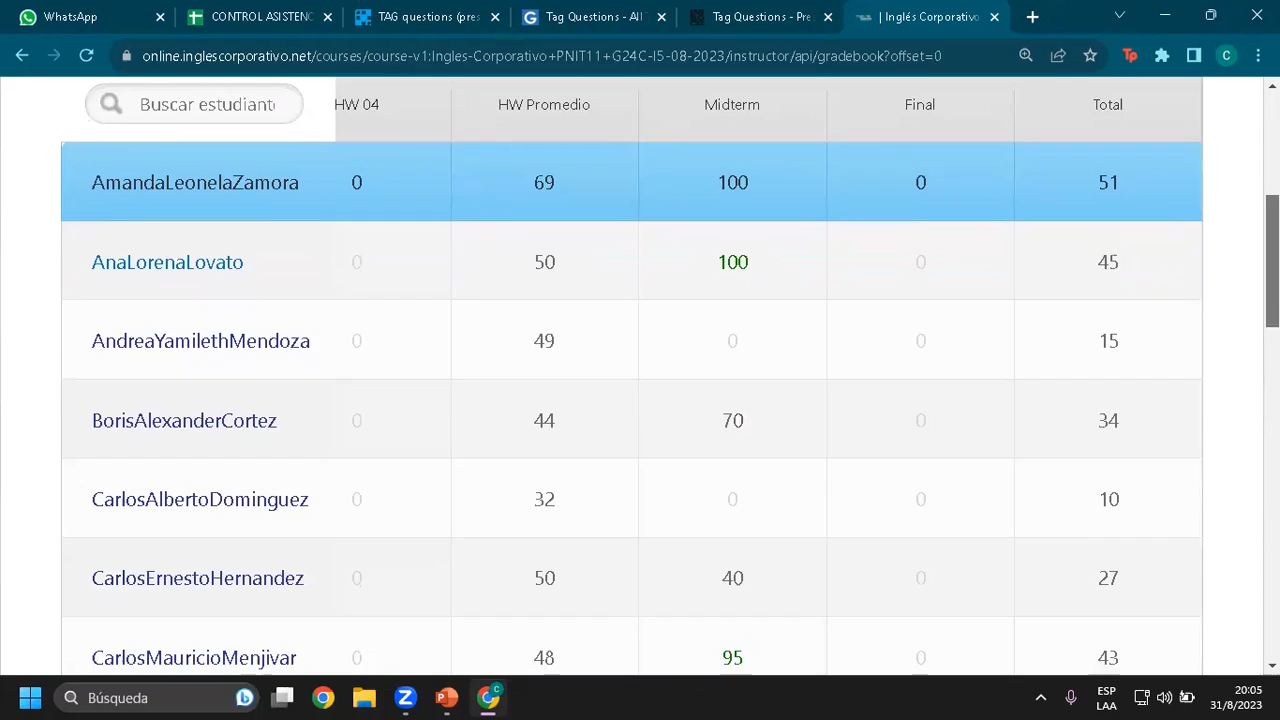 WhatsApp
CONTROL ASISTENC
TAG questions (pres
Tag Questions - All T
Tag Questions - Pre
| Inglés Corporativo
online.inglescorporativo.net/courses/course-v1:Ingles-Corporativo+PNIT11+G24C-I5-08-2023/instructor/api/gradebook?offset=0
Buscar estudiant HW 04 HW Promedio Midterm Final Total
AmandaLeonelaZamora 0 69 100 0 51
AnaLorenaLovato 0 50 100 0 45
AndreaYamilethMendoza 0 49 0 0 15
BorisAlexanderCortez 0 44 70 0 34
CarlosAlbertoDominguez 0 32 0 0 10
CarlosErnestoHernandez 0 50 40 0 27
CarlosMauricioMenjivar 0 48 95 0 43
Búsqueda
ESP
LAA
20:05
31/8/2023